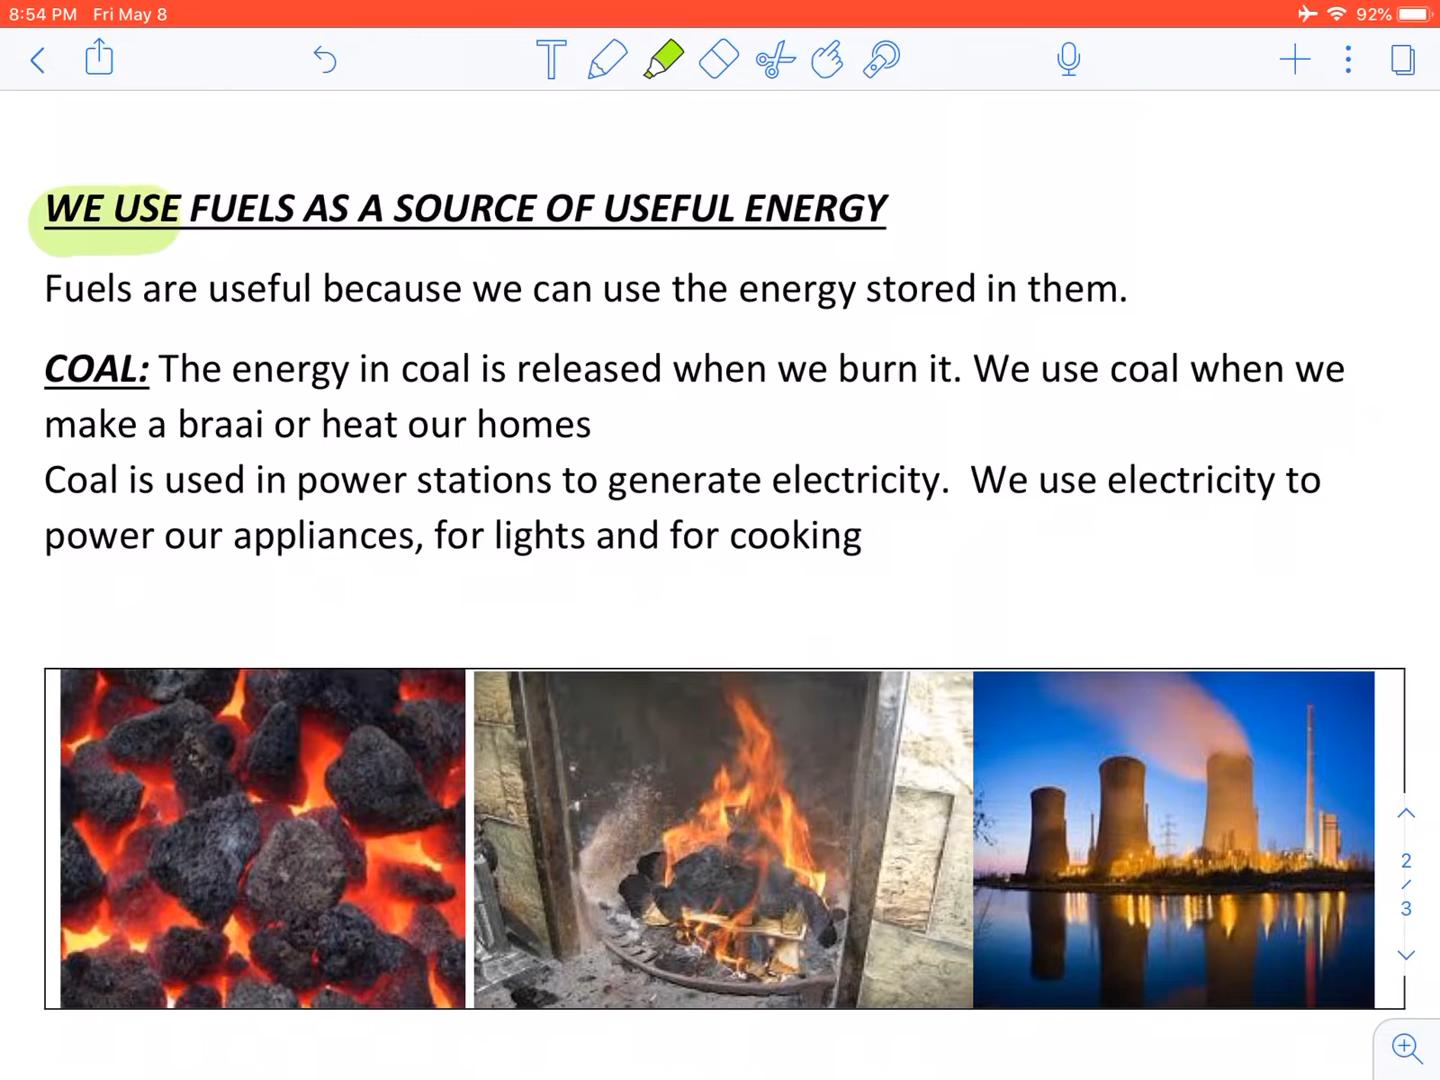 8:54 PM Fri May 8
92%
WE USE FUELS AS A SOURCE OF USEFUL ENERGY
Fuels are useful because we can use the energy stored in them.
COAL: The energy in coal is released when we burn it. We use coal when we
make a braai or heat our homes
Coal is used in power stations to generate electricity.  We use electricity to
power our appliances, for lights and for cooking
2
/
3